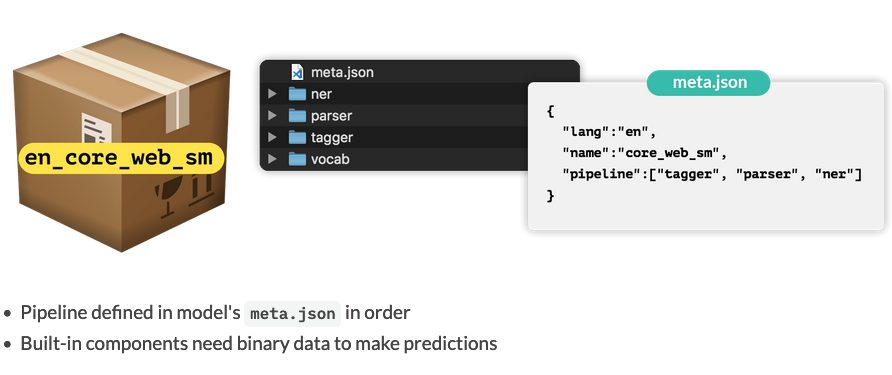 en_core_web_sm
meta.json
ner
parser
tagger
vocab
meta.json
{
"lang":"en",
"name":"core_web_sm",
"pipeline":["tagger", "parser", "ner"]
}
Pipeline defined in model's meta.json in order
Built-in components need binary data to make predictions